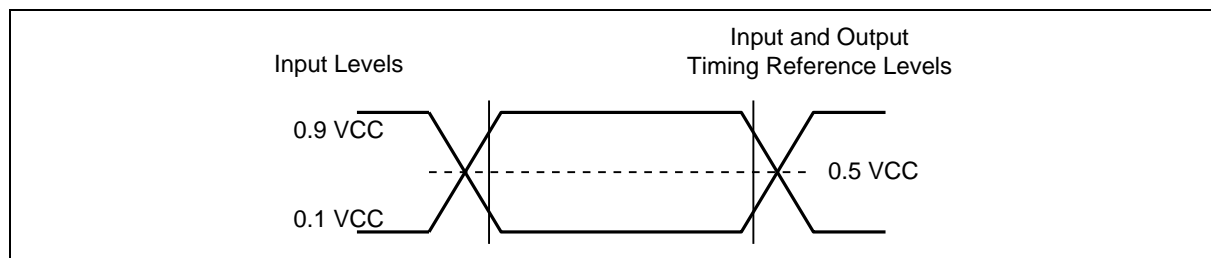 Input Levels
Input and Output
Timing Reference Levels
0.9 VCC
0.5 VCC
0.1 VCC